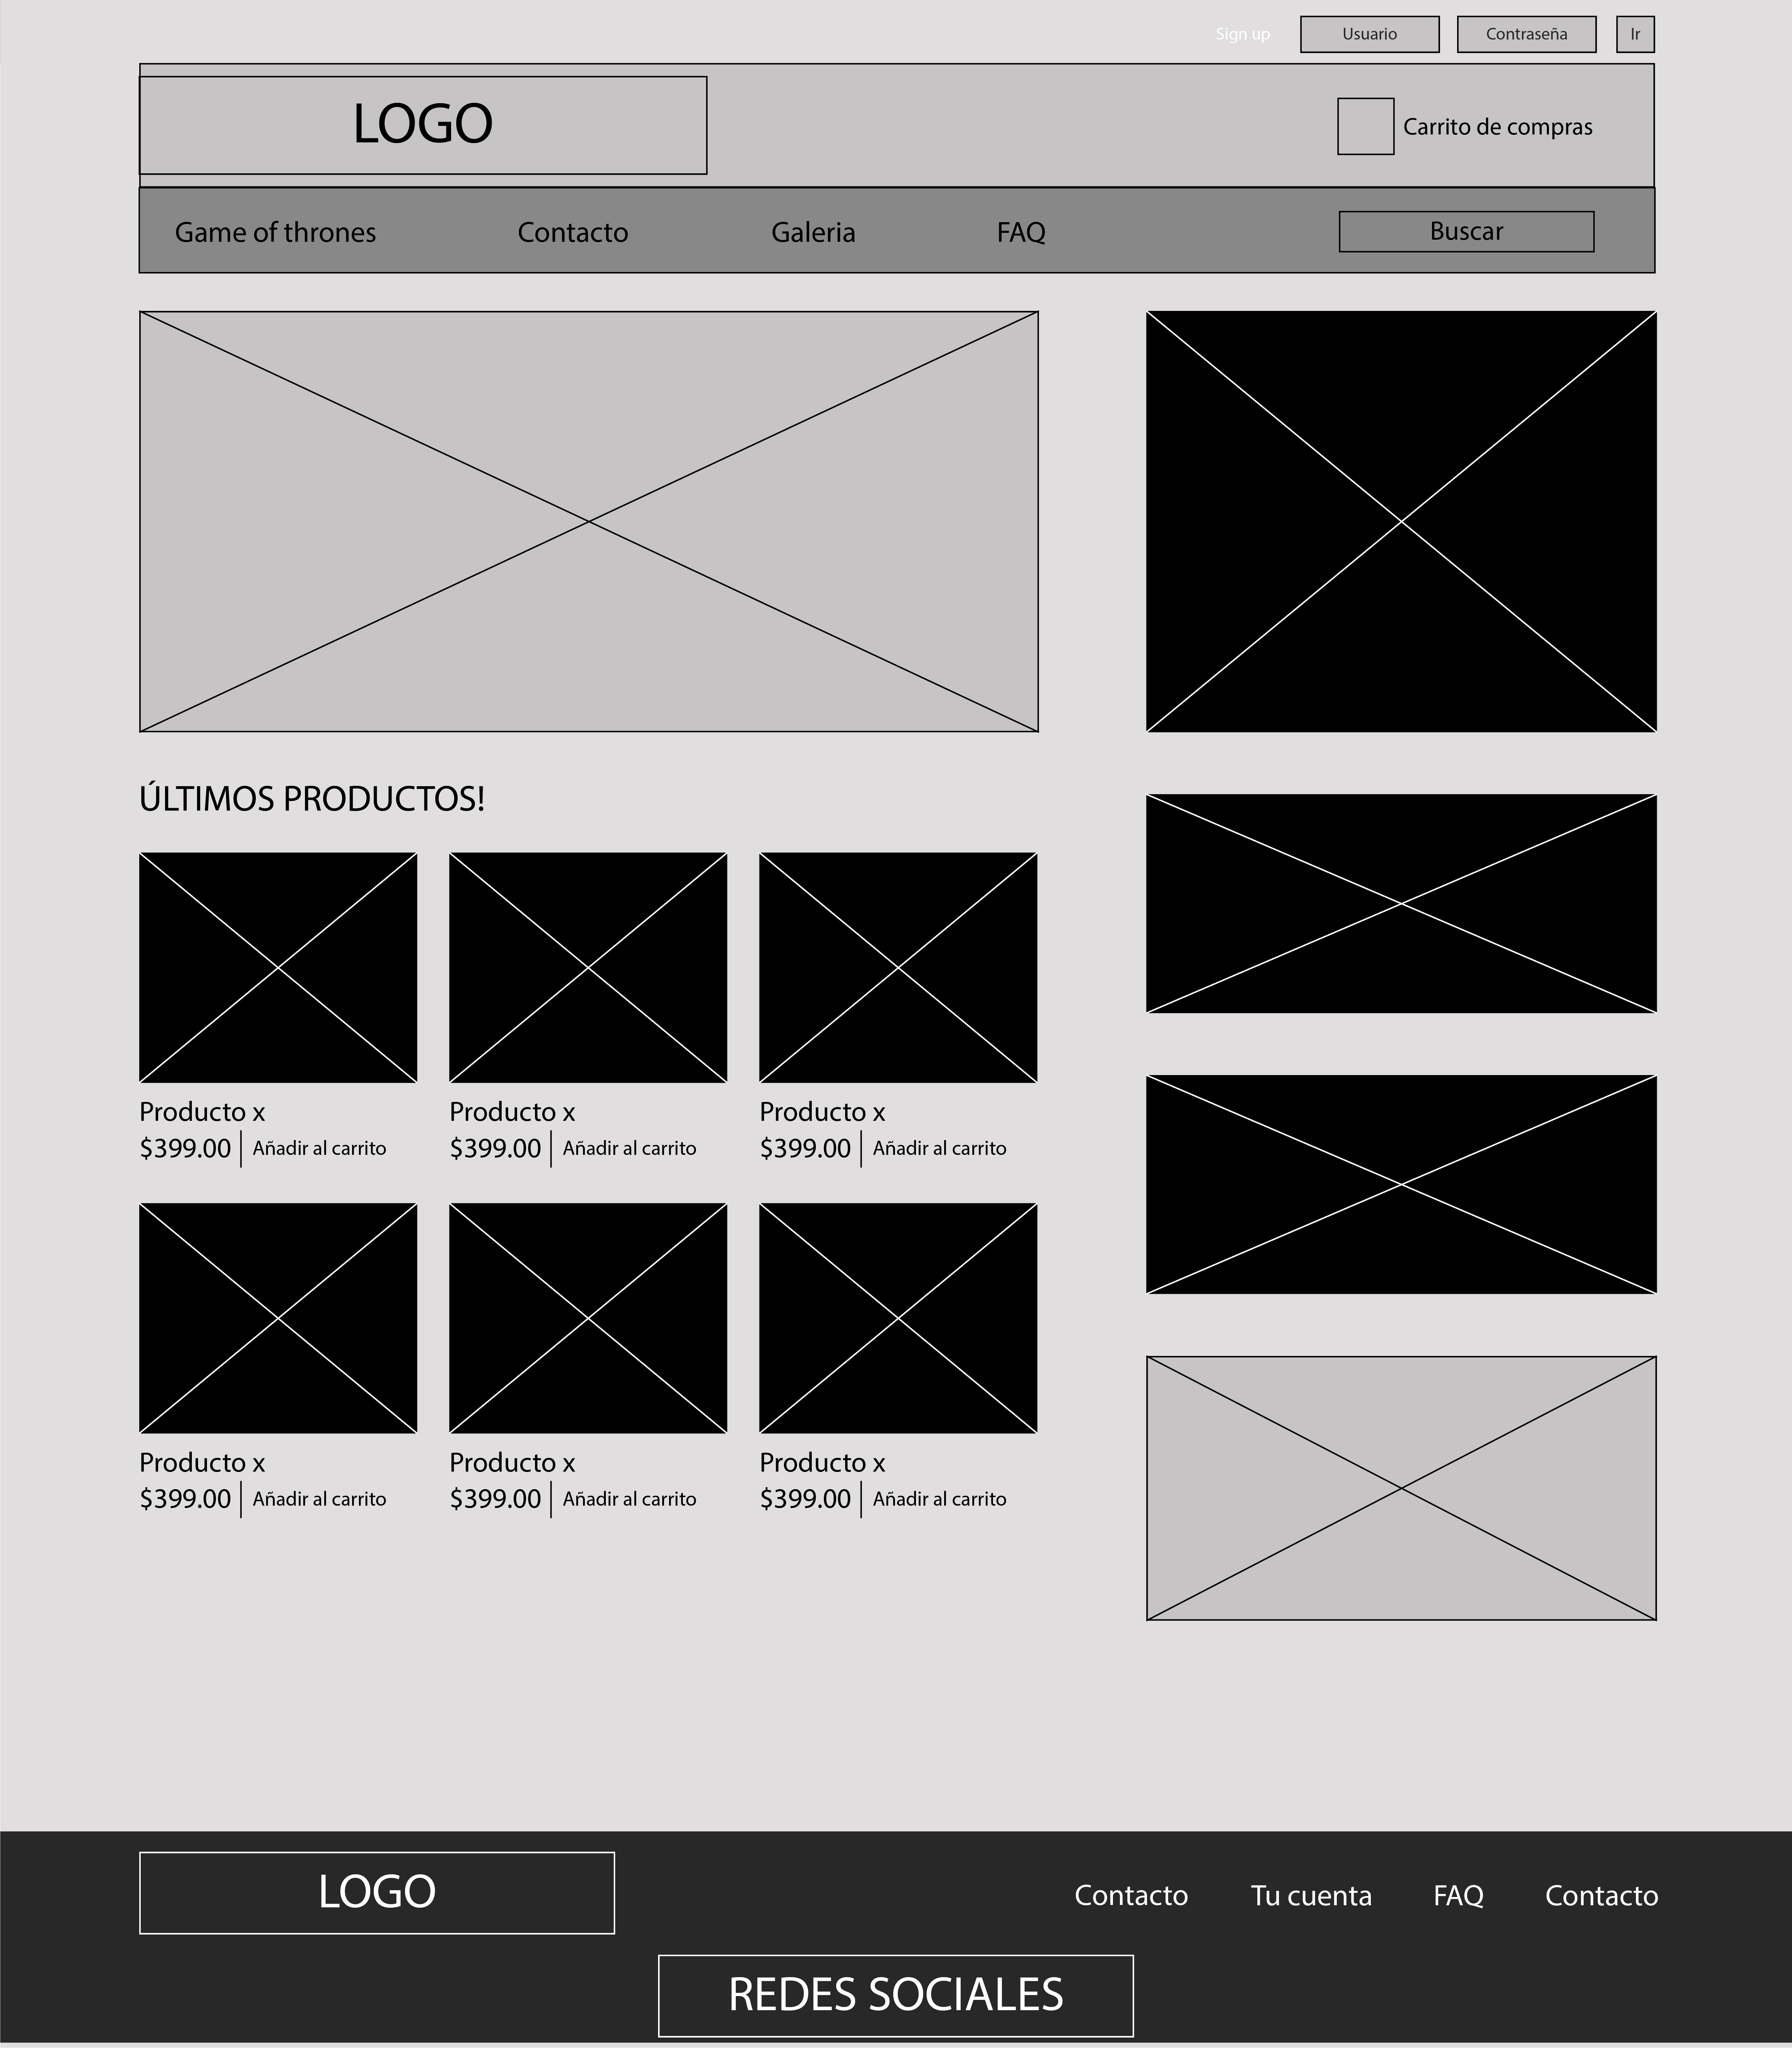 Sign up Usuario Contraseña Ir
LOGO
Carrito de compras
Game of thrones Contacto Galeria FAQ Buscar
ÚLTIMOS PRODUCTOS!
Producto x Producto x Producto x
$399.00 Añadir al carrito $399.00 Añadir al carrito $399.00 Añadir al carrito
Producto x Producto x Producto x
$399.00 Añadir al carrito $399.00 Añadir al carrito $399.00 Añadir al carrito
LOGO
Contacto Tu cuenta FAQ Contacto
REDES SOCIALES